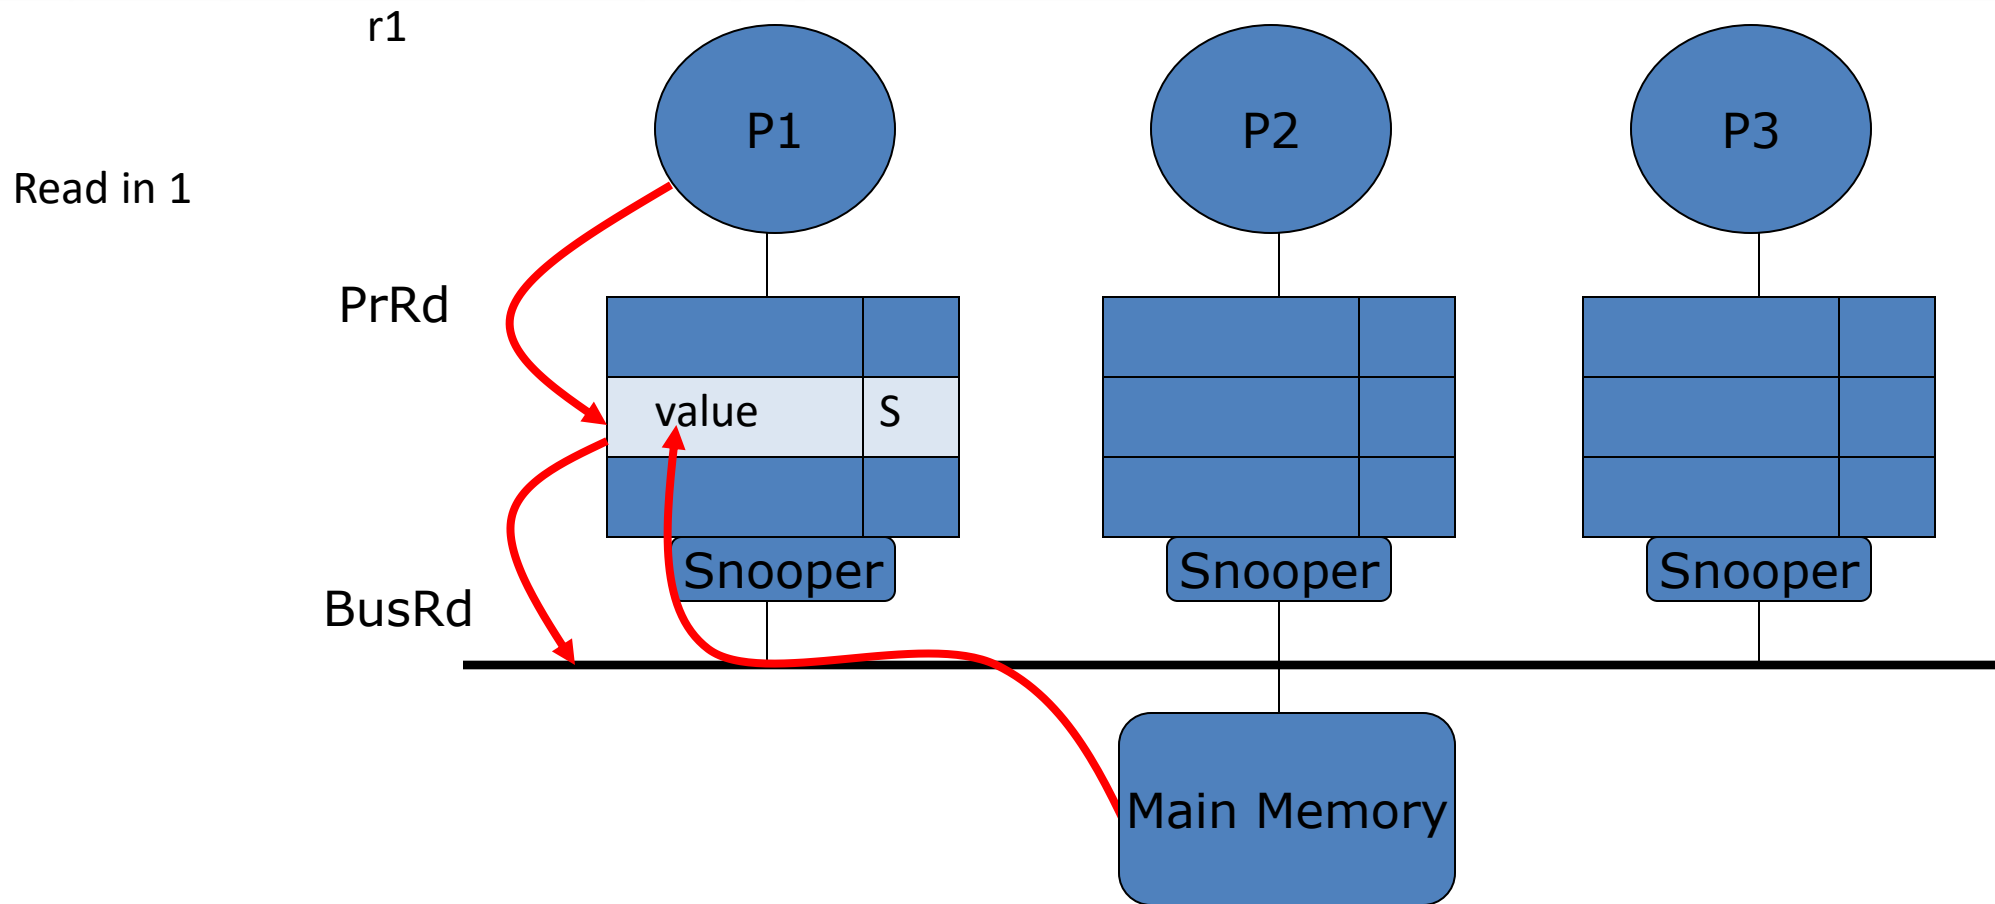 r1
P1
P2
P3
Read in 1
PrRd
value
S
Snooper
Snooper
Snooper
BusRd
Main Memory